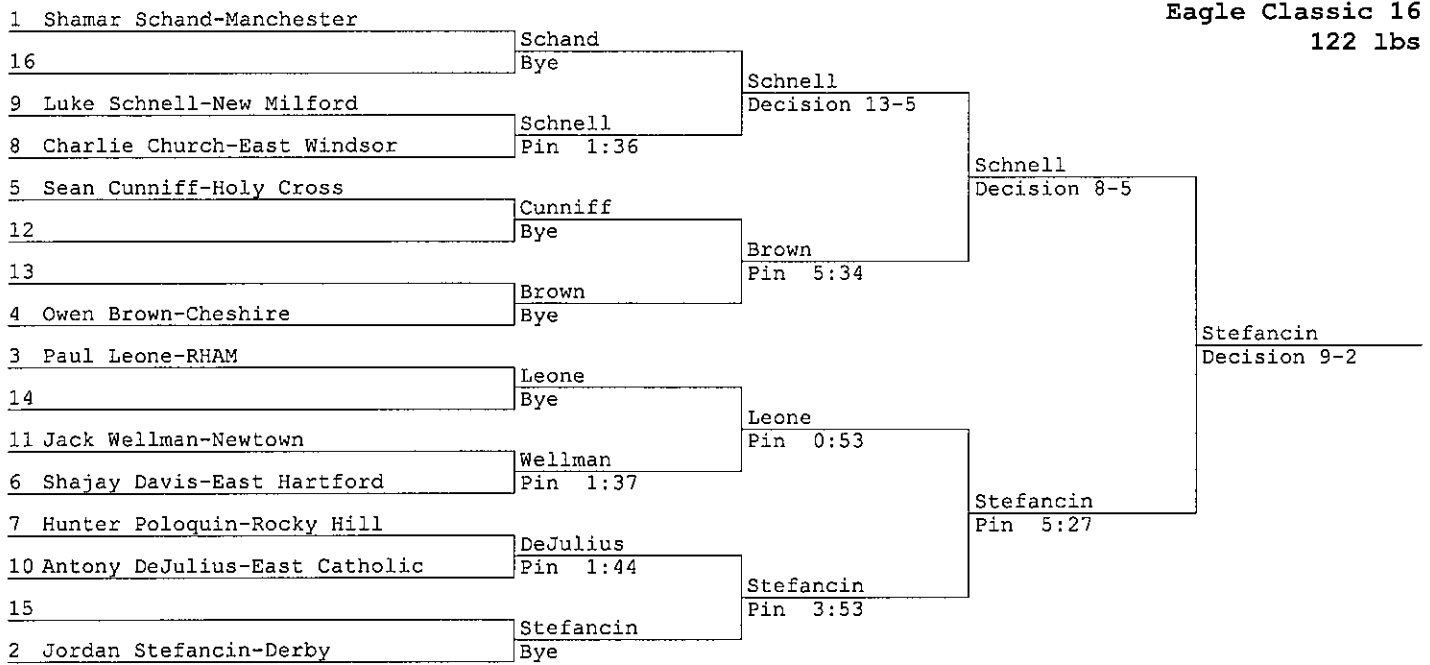 Eagle Classic 16
122 lbs
1 Shamar Schand-Manchester
16
9 Luke Schnell-New Milford
8 Charlie Church-East Windsor
5 Sean Cunniff-Holy Cross
12
13
4 Owen Brown-Cheshire
3 Paul Leone-RHAM
14
11 Jack Wellman-Newtown
6 Shajay Davis-East Hartford
7 Hunter Poloquin-Rocky Hill
10 Antony DeJulius-East Catholic
15
2 Jordan Stefancin-Derby
Schand
Bye
Schnell
Pin 1:36
Cunniff
Bye
Brown
Bye
Leone
Bye
Wellman
Pin 1:37
DeJulius
Pin 1:44
Stefancin
Bye
Schnell
Decision 13-5
Brown
Pin 5:34
Leone
Pin 0:53
Stefancin
Pin 3:53
Schnell
Decision 8-5
Stefancin
Pin 5:27
Stefancin
Decision 9-2